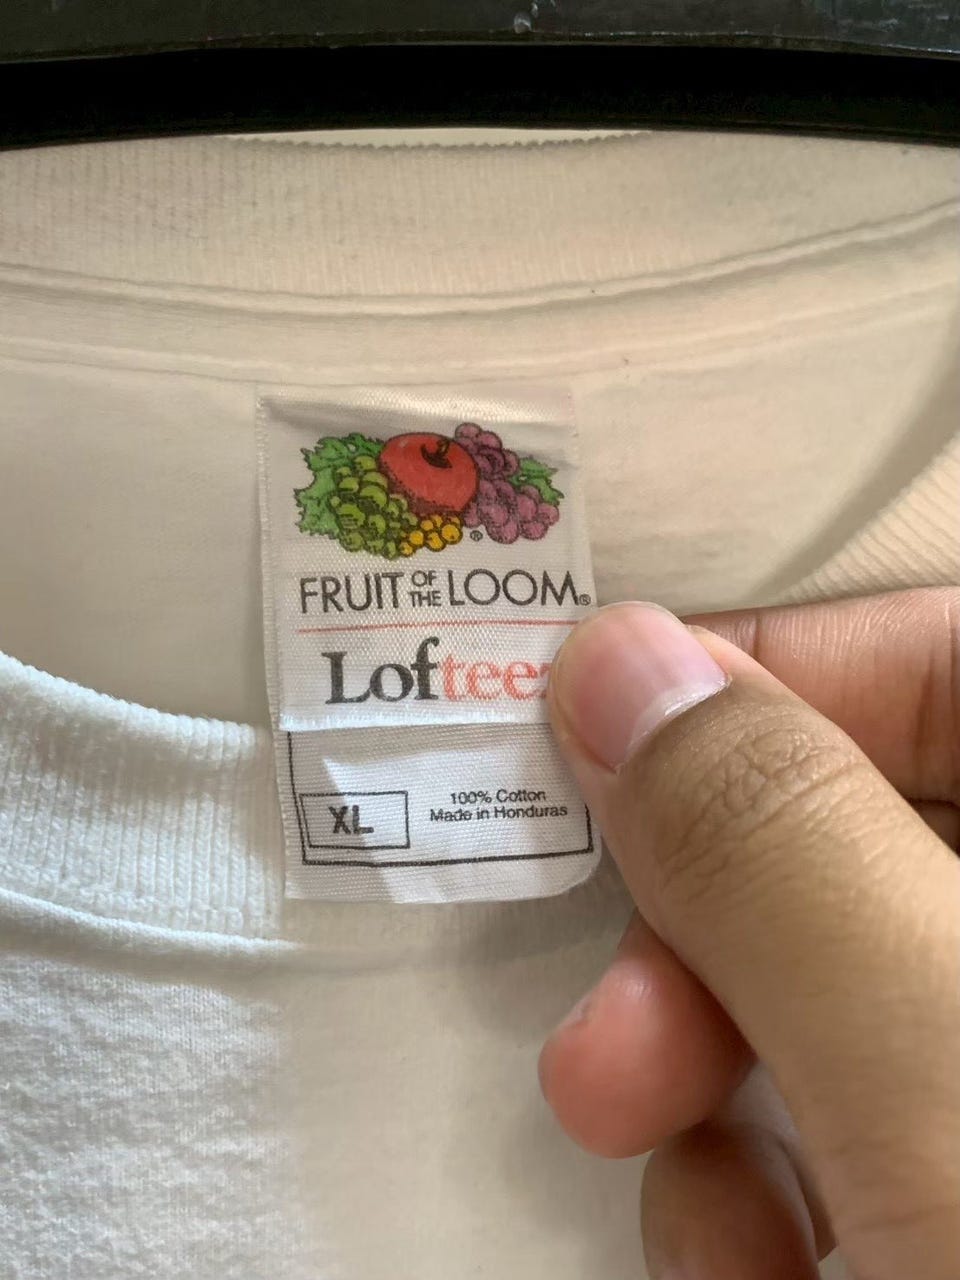 FRUIT OF THE LOOM®
Loftee
XL
100% Cotton
Made in Honduras